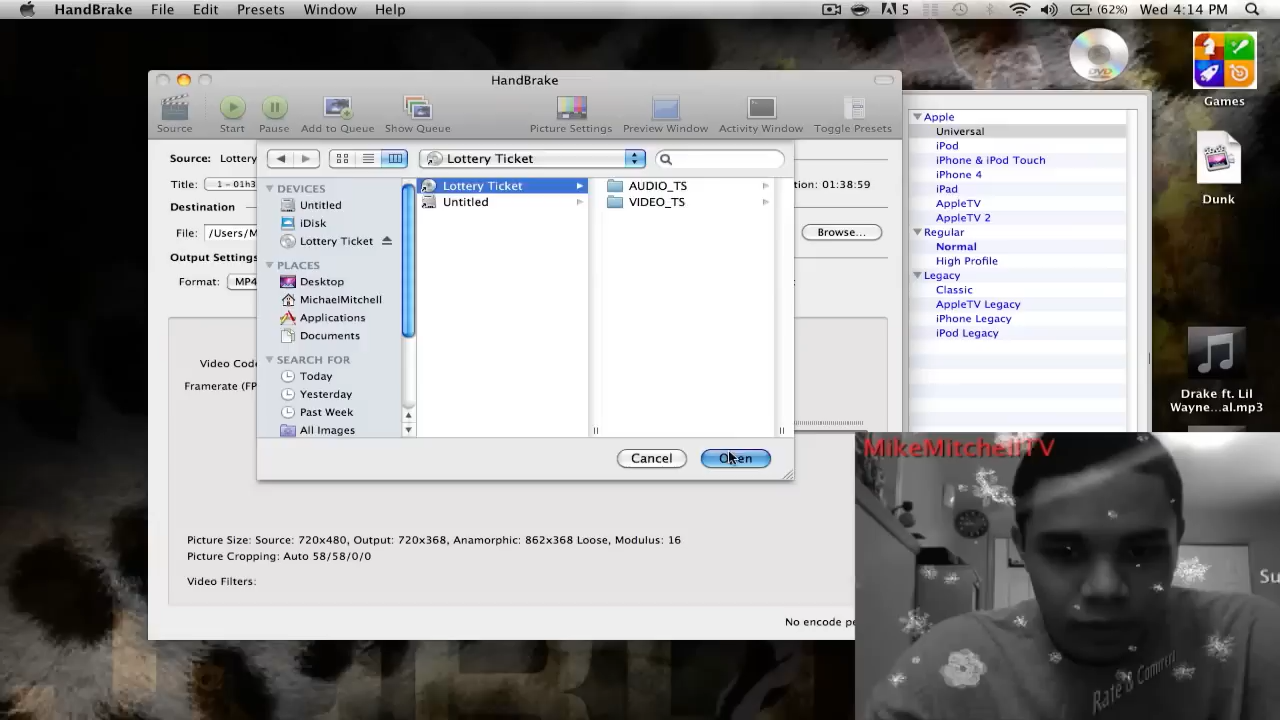 HandBrake File Edit Presets Window Help 5 (62%) Wed 4:14 PM
HandBrake
Source Start Pause Add to Queue Show Queue Picture Settings Preview Window Activity Window Toggle Presets
Source: Lottery
Lottery Ticket
Title: 1 - 01h3
tion: 01:38:59
Destination
File: /Users/M
Browse...
Output Settings
Format: MP4
DEVICES
Untitled
iDisk
Lottery Ticket
PLACES
Desktop
MichaelMitchell
Applications
Documents
SEARCH FOR
Today
Yesterday
Past Week
All Images
Lottery Ticket
Untitled
AUDIO_TS
VIDEO_TS
Cancel Open
Video Code
Framerate (FP
Picture Size: Source: 720x480, Output: 720x368, Anamorphic: 862x368 Loose, Modulus: 16
Picture Cropping: Auto 58/58/0/0
Video Filters:
No encode pe
Apple
Universal
iPod
iPhone & iPod Touch
iPhone 4
iPad
AppleTV
AppleTV 2
Regular
Normal
High Profile
Legacy
Classic
AppleTV Legacy
iPhone Legacy
iPod Legacy
DVD
Games
Dunk
Drake ft. Lil
Wayne...al.mp3
MikeMitchellTV
Su
Rate & Comment